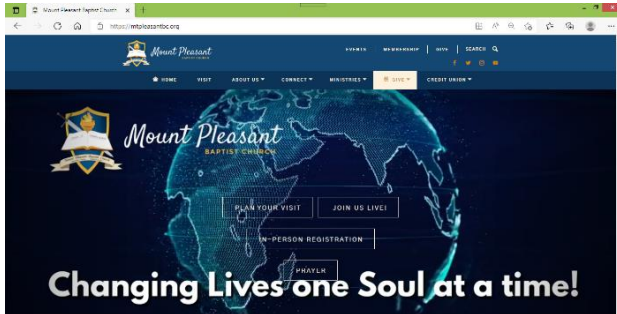 Mount Pleasant Baptist Church
https://mtpleasantbc.org
Mount Pleasant
BAPTIST CHURCH
EVENTS MEMBERSHIP GIVE SEARCH
HOME VISIT ABOUT US CONNECT MINISTRIES GIVE CREDIT UNION
Mount Pleasant
BAPTIST CHURCH
PLAN YOUR VISIT JOIN US LIVE!
IN-PERSON REGISTRATION
PRAYER
Changing Lives one Soul at a time!